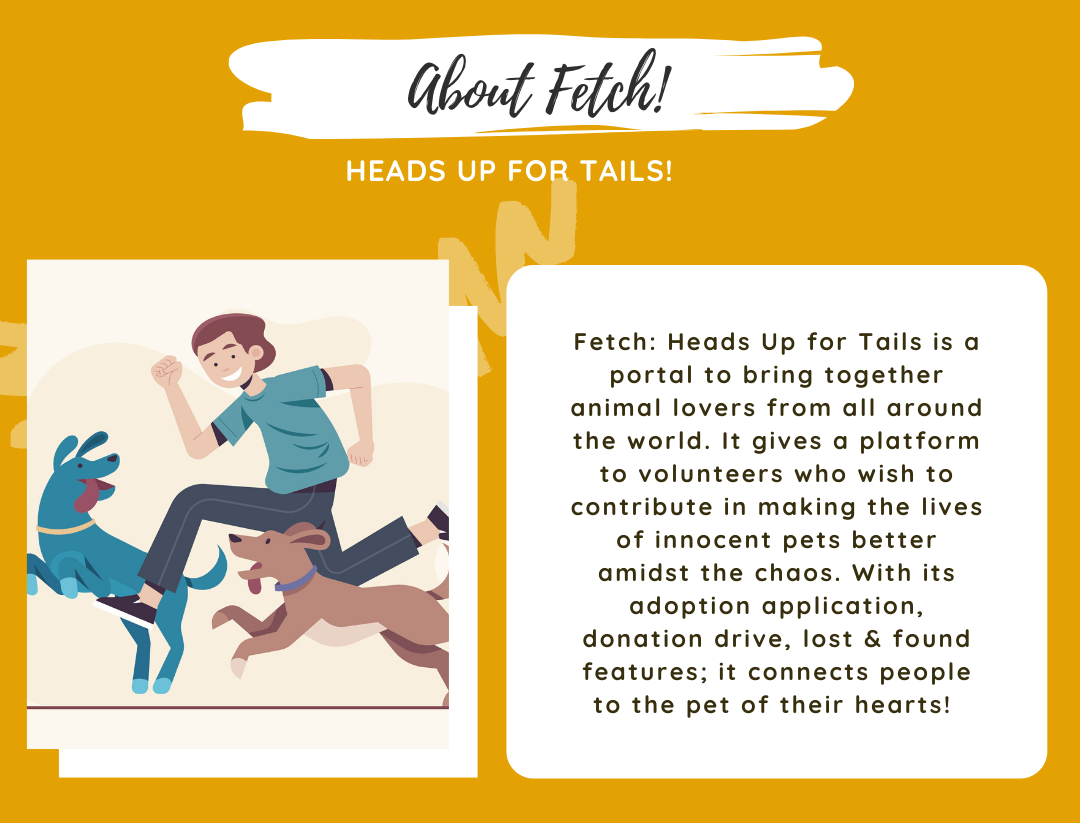 About Fetch!
HEADS UP FOR TAILS!
Fetch: Heads Up for Tails is a
portal to bring together
animal lovers from all around
the world. It gives a platform
to volunteers who wish to
contribute in making the lives
of innocent pets better
amidst the chaos. With its
adoption application,
donation drive, lost & found
features; it connects people
to the pet of their hearts!